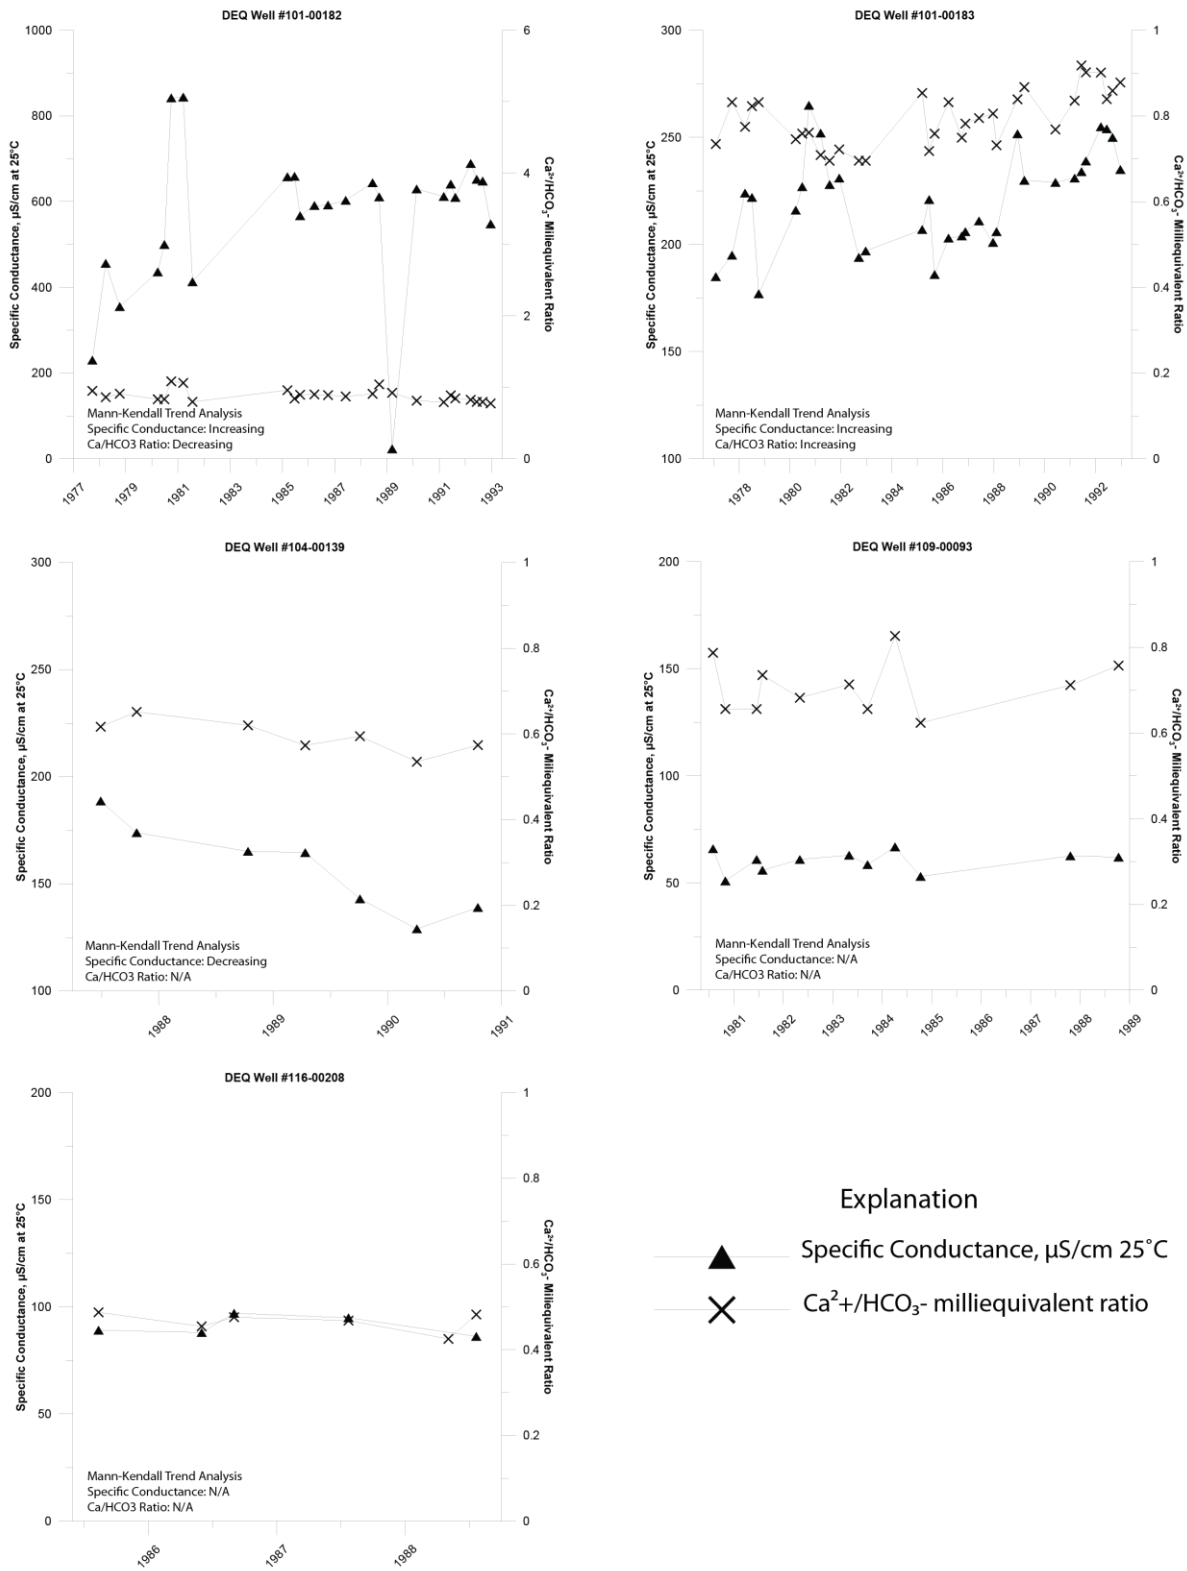 DEQ Well #101-00182
1000
800
600
400
200
0
6
4
2
0
Specific Conductance, µS/cm at 25°C
Ca²⁺/HCO₃- Milliequivalent Ratio
Mann-Kendall Trend Analysis
Specific Conductance: Increasing
Ca/HCO3 Ratio: Decreasing
1977
1979
1981
1983
1985
1987
1989
1991
1993
DEQ Well #101-00183
300
250
200
150
100
1
0.8
0.6
0.4
0.2
0
Specific Conductance, µS/cm at 25°C
Ca²⁺/HCO₃- Milliequivalent Ratio
Mann-Kendall Trend Analysis
Specific Conductance: Increasing
Ca/HCO3 Ratio: Increasing
1978
1980
1982
1984
1986
1988
1990
1992
DEQ Well #104-00139
300
250
200
150
100
1
0.8
0.6
0.4
0.2
0
Specific Conductance, µS/cm at 25°C
Ca²⁺/HCO₃- Milliequivalent Ratio
Mann-Kendall Trend Analysis
Specific Conductance: Decreasing
Ca/HCO3 Ratio: N/A
1988
1989
1990
1991
DEQ Well #109-00093
200
150
100
50
0
1
0.8
0.6
0.4
0.2
0
Specific Conductance, µS/cm at 25°C
Ca²⁺/HCO₃- Milliequivalent Ratio
Mann-Kendall Trend Analysis
Specific Conductance: N/A
Ca/HCO3 Ratio: N/A
1981
1982
1983
1984
1985
1986
1987
1988
1989
DEQ Well #116-00208
200
150
100
50
0
1
0.8
0.6
0.4
0.2
0
Specific Conductance, µS/cm at 25°C
Ca²⁺/HCO₃- Milliequivalent Ratio
Mann-Kendall Trend Analysis
Specific Conductance: N/A
Ca/HCO3 Ratio: N/A
1986
1987
1988
Explanation
Specific Conductance, µS/cm 25˚C
Ca²+/HCO₃- milliequivalent ratio